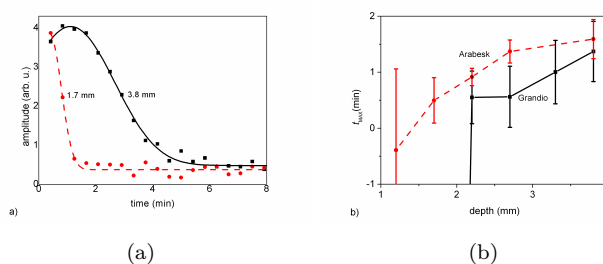 4
3
2
1
0
amplitude (arb. u.)
1.7 mm
3.8 mm
0 2 4 6 8
time (min)
a)
2
1
0
-1
t MAX(min)
Arabesk
Grandio
1 2 3
depth (mm)
b)
(a) (b)